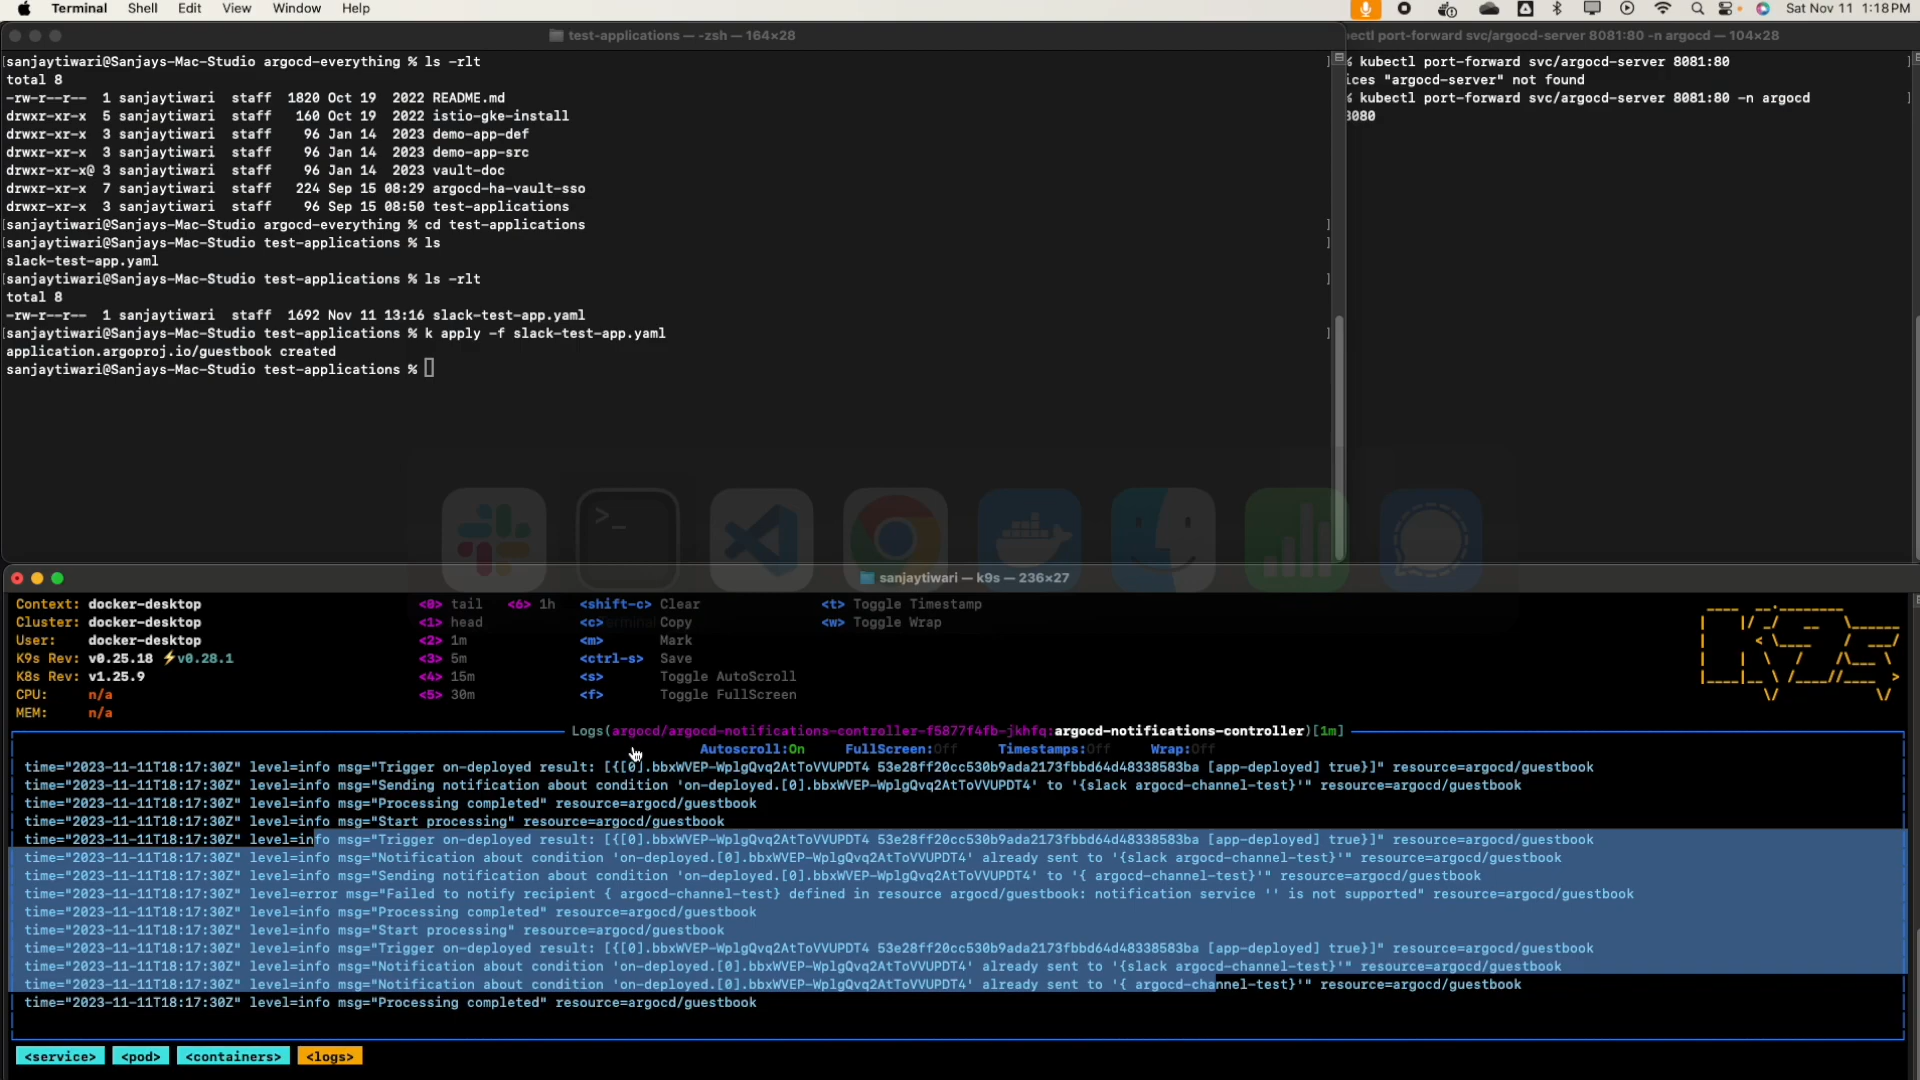 Terminal Shell Edit View Window Help
Sat Nov 11 1:18 PM
test-applications — -zsh — 164×28
[sanjaytiwari@Sanjays-Mac-Studio argocd-everything % ls -rlt
total 8
-rw-r--r--  1 sanjaytiwari  staff  1820 Oct 19  2022 README.md
drwxr-xr-x  5 sanjaytiwari  staff   160 Oct 19  2022 istio-gke-install
drwxr-xr-x  3 sanjaytiwari  staff    96 Jan 14  2023 demo-app-def
drwxr-xr-x  3 sanjaytiwari  staff    96 Jan 14  2023 demo-app-src
drwxr-xr-x@ 3 sanjaytiwari  staff    96 Jan 14  2023 vault-doc
drwxr-xr-x  7 sanjaytiwari  staff   224 Sep 15 08:29 argocd-ha-vault-sso
drwxr-xr-x  3 sanjaytiwari  staff    96 Sep 15 08:50 test-applications
[sanjaytiwari@Sanjays-Mac-Studio argocd-everything % cd test-applications
[sanjaytiwari@Sanjays-Mac-Studio test-applications % ls
slack-test-app.yaml
[sanjaytiwari@Sanjays-Mac-Studio test-applications % ls -rlt
total 8
-rw-r--r--  1 sanjaytiwari  staff  1692 Nov 11 13:16 slack-test-app.yaml
[sanjaytiwari@Sanjays-Mac-Studio test-applications % k apply -f slack-test-app.yaml
application.argoproj.io/guestbook created
sanjaytiwari@Sanjays-Mac-Studio test-applications %
ectl port-forward svc/argocd-server 8081:80 -n argocd — 104×28
% kubectl port-forward svc/argocd-server 8081:80
ices "argocd-server" not found
% kubectl port-forward svc/argocd-server 8081:80 -n argocd
8080
sanjaytiwari — k9s — 236×27
Context: docker-desktop <0> tail <6> 1h <shift-c> Clear <t> Toggle Timestamp
Cluster: docker-desktop <1> head <c> Copy <w> Toggle Wrap
User: docker-desktop <2> 1m <m> Mark
K9s Rev: v0.25.18 ⚡v0.28.1 <3> 5m <ctrl-s> Save
K8s Rev: v1.25.9 <4> 15m <s> Toggle AutoScroll
CPU: n/a <5> 30m <f> Toggle FullScreen
MEM: n/a
Logs(argocd/argocd-notifications-controller-f5877f4fb-jkhfq:argocd-notifications-controller)[1m]
Autoscroll:On FullScreen:Off Timestamps:Off Wrap:Off
time="2023-11-11T18:17:30Z" level=info msg="Trigger on-deployed result: [{[0].bbxWVEP-WplgQvq2AtToVVUPDT4 53e28ff20cc530b9ada2173fbbd64d48338583ba [app-deployed] true}]" resource=argocd/guestbook
time="2023-11-11T18:17:30Z" level=info msg="Sending notification about condition 'on-deployed.[0].bbxWVEP-WplgQvq2AtToVVUPDT4' to '{slack argocd-channel-test}'" resource=argocd/guestbook
time="2023-11-11T18:17:30Z" level=info msg="Processing completed" resource=argocd/guestbook
time="2023-11-11T18:17:30Z" level=info msg="Start processing" resource=argocd/guestbook
time="2023-11-11T18:17:30Z" level=info msg="Trigger on-deployed result: [{[0].bbxWVEP-WplgQvq2AtToVVUPDT4 53e28ff20cc530b9ada2173fbbd64d48338583ba [app-deployed] true}]" resource=argocd/guestbook
time="2023-11-11T18:17:30Z" level=info msg="Notification about condition 'on-deployed.[0].bbxWVEP-WplgQvq2AtToVVUPDT4' already sent to '{slack argocd-channel-test}'" resource=argocd/guestbook
time="2023-11-11T18:17:30Z" level=info msg="Sending notification about condition 'on-deployed.[0].bbxWVEP-WplgQvq2AtToVVUPDT4' to '{ argocd-channel-test}'" resource=argocd/guestbook
time="2023-11-11T18:17:30Z" level=error msg="Failed to notify recipient { argocd-channel-test} defined in resource argocd/guestbook: notification service '' is not supported" resource=argocd/guestbook
time="2023-11-11T18:17:30Z" level=info msg="Processing completed" resource=argocd/guestbook
time="2023-11-11T18:17:30Z" level=info msg="Start processing" resource=argocd/guestbook
time="2023-11-11T18:17:30Z" level=info msg="Trigger on-deployed result: [{[0].bbxWVEP-WplgQvq2AtToVVUPDT4 53e28ff20cc530b9ada2173fbbd64d48338583ba [app-deployed] true}]" resource=argocd/guestbook
time="2023-11-11T18:17:30Z" level=info msg="Notification about condition 'on-deployed.[0].bbxWVEP-WplgQvq2AtToVVUPDT4' already sent to '{slack argocd-channel-test}'" resource=argocd/guestbook
time="2023-11-11T18:17:30Z" level=info msg="Notification about condition 'on-deployed.[0].bbxWVEP-WplgQvq2AtToVVUPDT4' already sent to '{ argocd-channel-test}'" resource=argocd/guestbook
time="2023-11-11T18:17:30Z" level=info msg="Processing completed" resource=argocd/guestbook
<service> <pod> <containers> <logs>